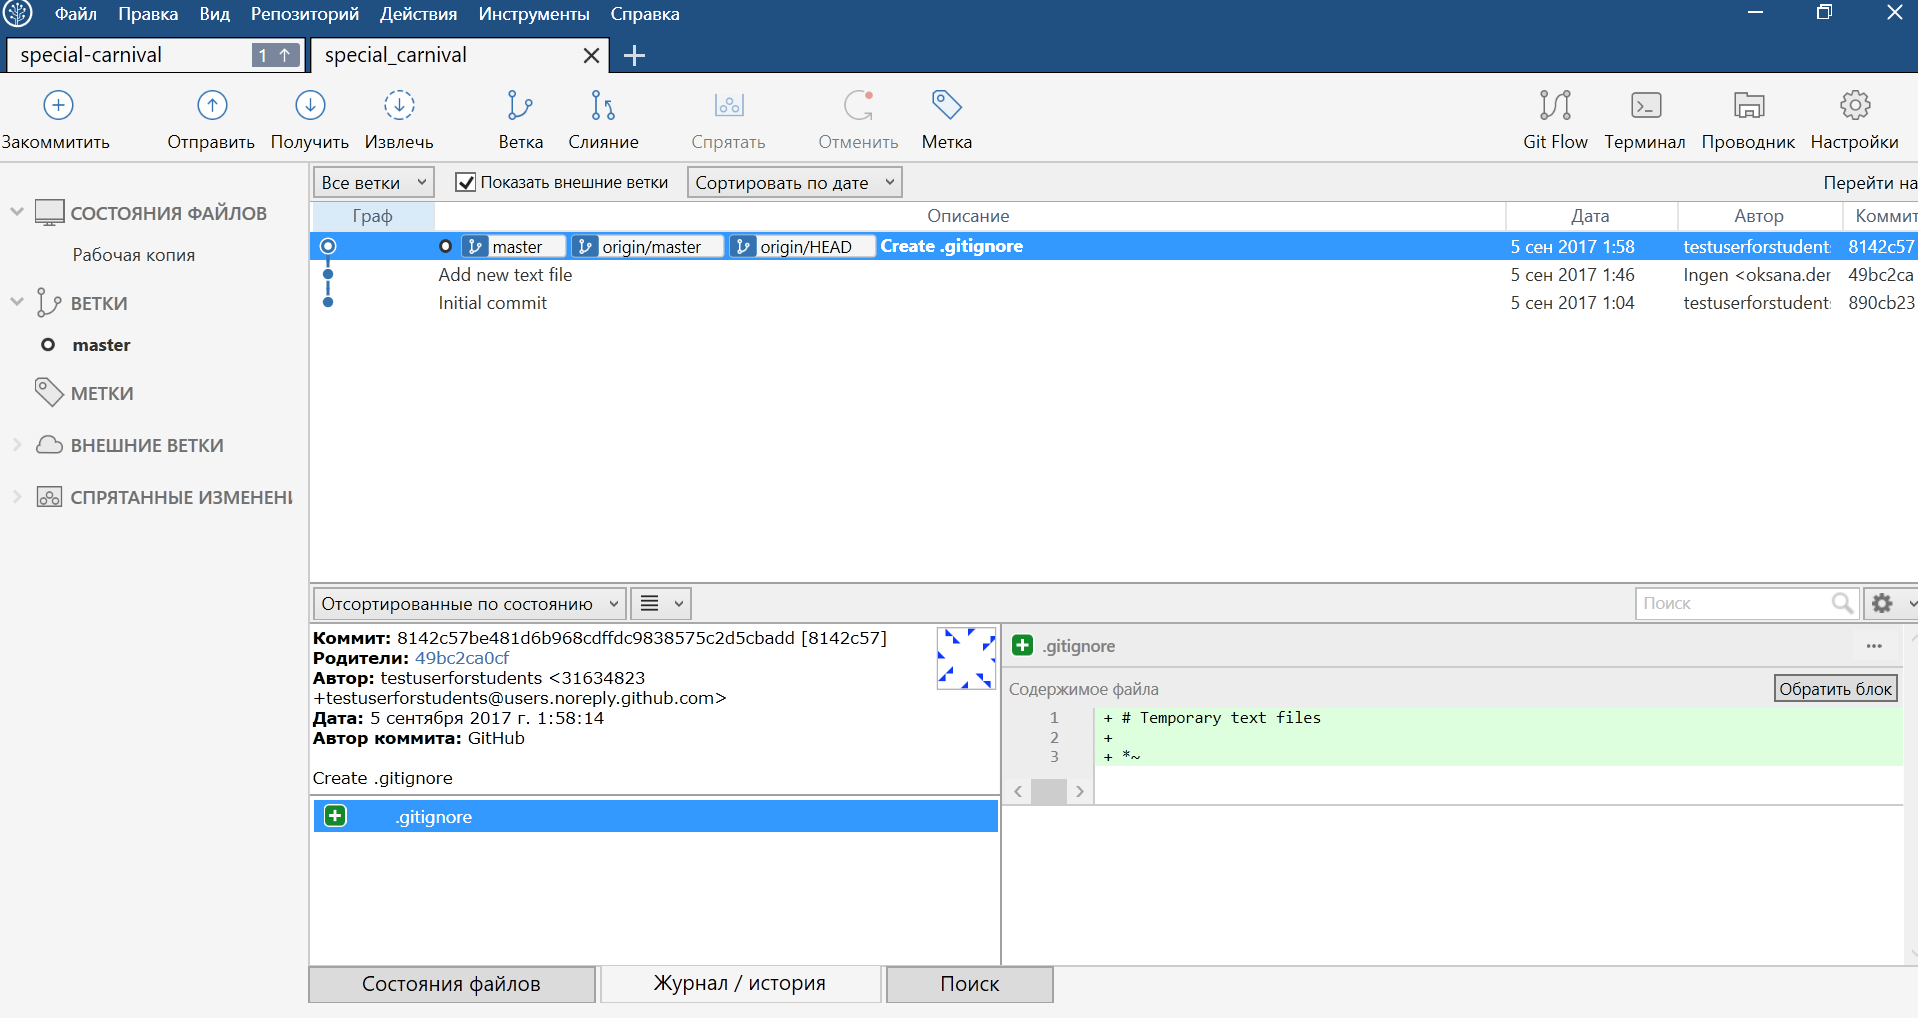 Файл Правка Вид Репозиторий Действия Инструменты Справка
special-carnival 1 ↑ special_carnival
Закоммитить Отправить Получить Извлечь Ветка Слияние Спрятать Отменить Метка Git Flow Терминал Проводник Настройки
Все ветки Показать внешние ветки Сортировать по дате Перейти на
Граф Описание Дата Автор Коммит
master origin/master origin/HEAD Create .gitignore 5 сен 2017 1:58 testuserforstudent 8142c57
Add new text file 5 сен 2017 1:46 Ingen <oksana.der 49bc2ca
Initial commit 5 сен 2017 1:04 testuserforstudent 890cb23
СОСТОЯНИЯ ФАЙЛОВ
Рабочая копия
ВЕТКИ
master
МЕТКИ
ВНЕШНИЕ ВЕТКИ
СПРЯТАННЫЕ ИЗМЕНЕНИ
Отсортированные по состоянию Поиск
Коммит: 8142c57be481d6b968cdffdc9838575c2d5cbadd [8142c57]
Родители: 49bc2ca0cf
Автор: testuserforstudents <31634823
+testuserforstudents@users.noreply.github.com>
Дата: 5 сентября 2017 г. 1:58:14
Автор коммита: GitHub
Create .gitignore
.gitignore
.gitignore ...
Содержимое файла Обратить блок
1 + # Temporary text files
2 +
3 + *~
Состояния файлов Журнал / история Поиск